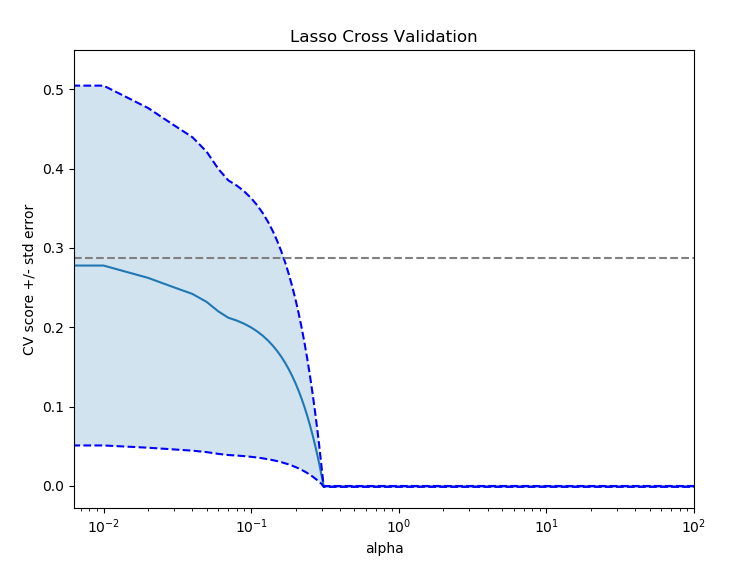 Lasso Cross Validation
CV score +/- std error
0.5
0.4
0.3
0.2
0.1
0.0
10⁻² 10⁻¹ 10⁰ 10¹ 10²
alpha